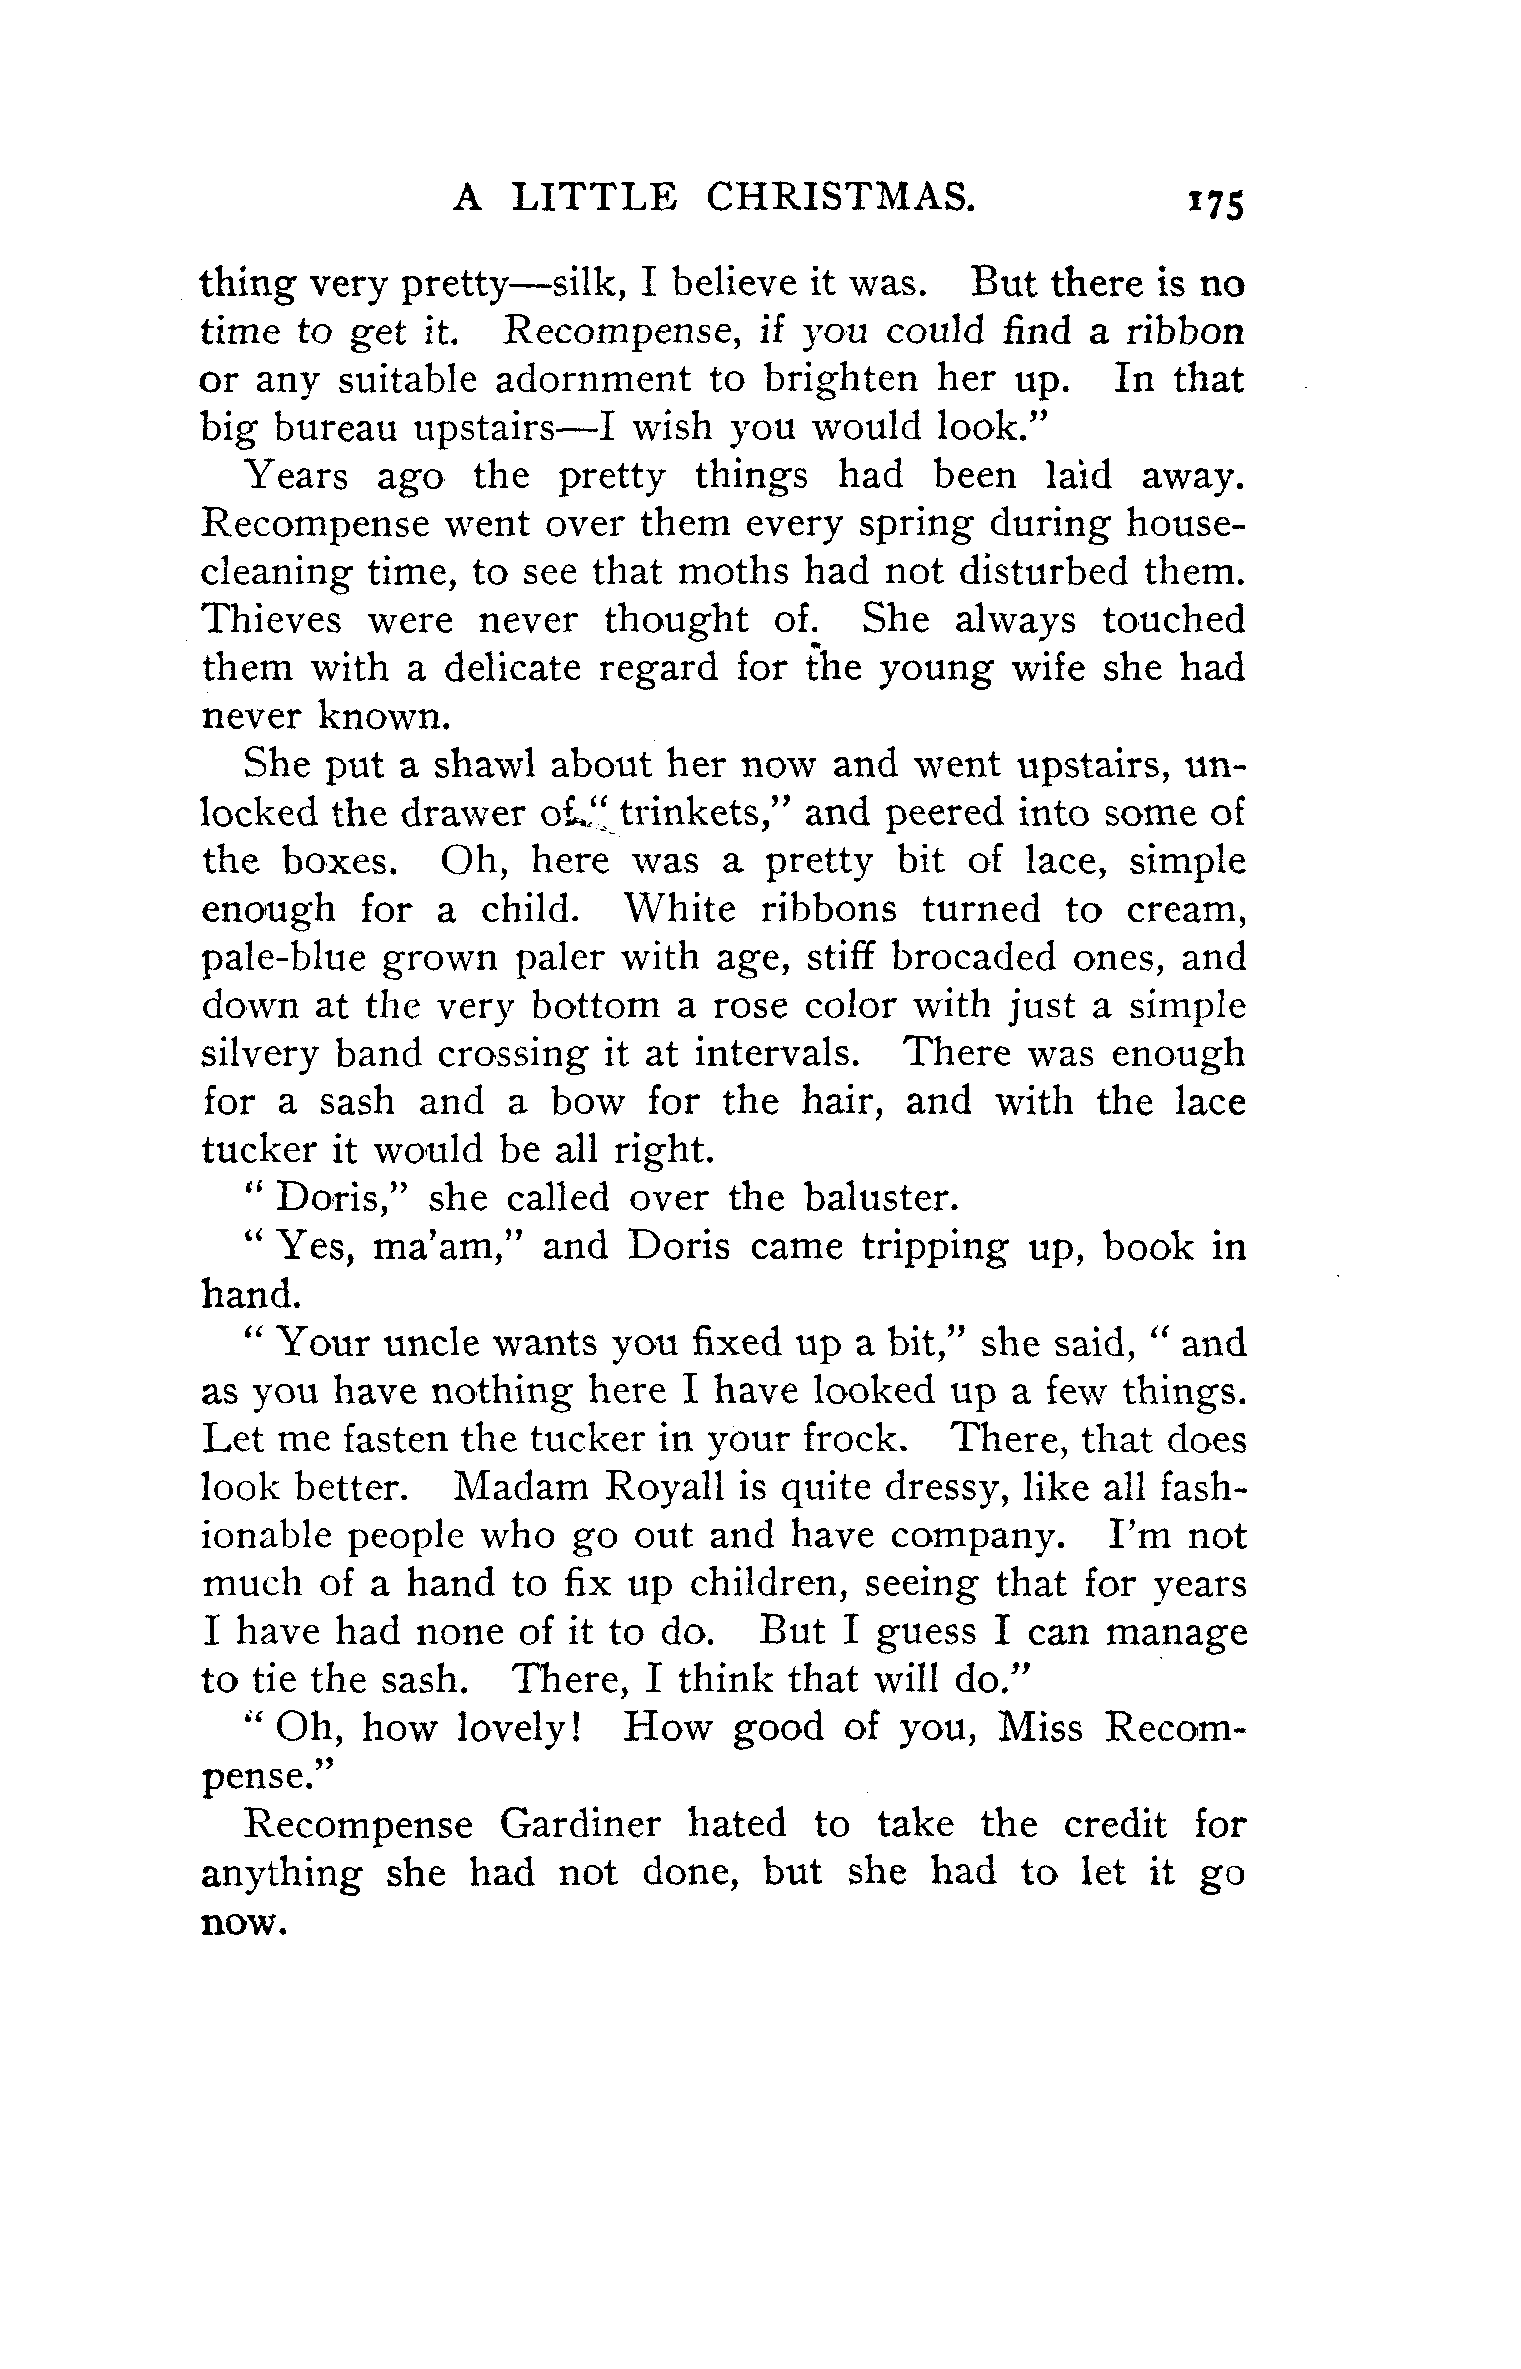 A LITTLE CHRISTMAS. 175
thing very pretty—silk, I believe it was. But there is no
time to get it. Recompense, if you could find a ribbon
or any suitable adornment to brighten her up. In that
big bureau upstairs—I wish you would look.”
Years ago the pretty things had been laid away.
Recompense went over them every spring during house-
cleaning time, to see that moths had not disturbed them.
Thieves were never thought of. She always touched
them with a delicate regard for the young wife she had
never known.
She put a shawl about her now and went upstairs, un-
locked the drawer of “ trinkets,” and peered into some of
the boxes. Oh, here was a pretty bit of lace, simple
enough for a child. White ribbons turned to cream,
pale-blue grown paler with age, stiff brocaded ones, and
down at the very bottom a rose color with just a simple
silvery band crossing it at intervals. There was enough
for a sash and a bow for the hair, and with the lace
tucker it would be all right.
“ Doris,” she called over the baluster.
“ Yes, ma’am,” and Doris came tripping up, book in
hand.
“ Your uncle wants you fixed up a bit,” she said, “ and
as you have nothing here I have looked up a few things.
Let me fasten the tucker in your frock. There, that does
look better. Madam Royall is quite dressy, like all fash-
ionable people who go out and have company. I’m not
much of a hand to fix up children, seeing that for years
I have had none of it to do. But I guess I can manage
to tie the sash. There, I think that will do.”
“ Oh, how lovely! How good of you, Miss Recom-
pense.”
Recompense Gardiner hated to take the credit for
anything she had not done, but she had to let it go
now.